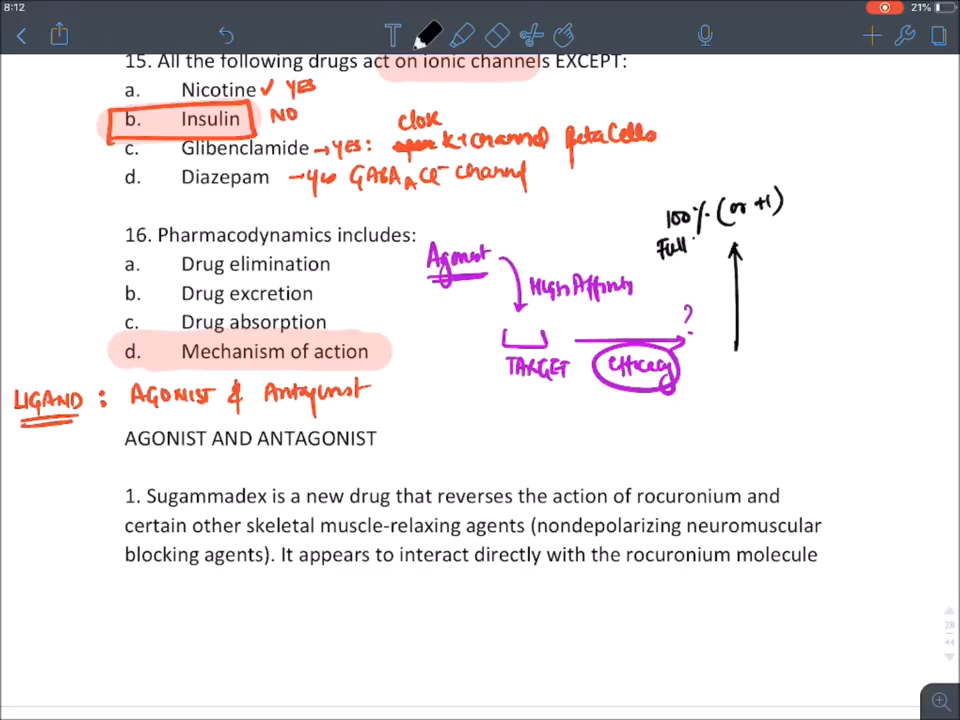 8:12
21%
15. All the following drugs act on ionic channels EXCEPT:
a. Nicotine ✓ YES
b. Insulin NO
close
c. Glibenclamide → YES: open K+ channel Beta Cells
d. Diazepam → Yes GABAA Cl- channel
100% (or +1)
16. Pharmacodynamics includes:
Full
Agonist
a. Drug elimination
High Affinity
b. Drug excretion
c. Drug absorption
?
d. Mechanism of action
TARGET Efficacy
LIGAND : AGONIST & Antagonist
AGONIST AND ANTAGONIST
1. Sugammadex is a new drug that reverses the action of rocuronium and
certain other skeletal muscle-relaxing agents (nondepolarizing neuromuscular
blocking agents). It appears to interact directly with the rocuronium molecule
28
44